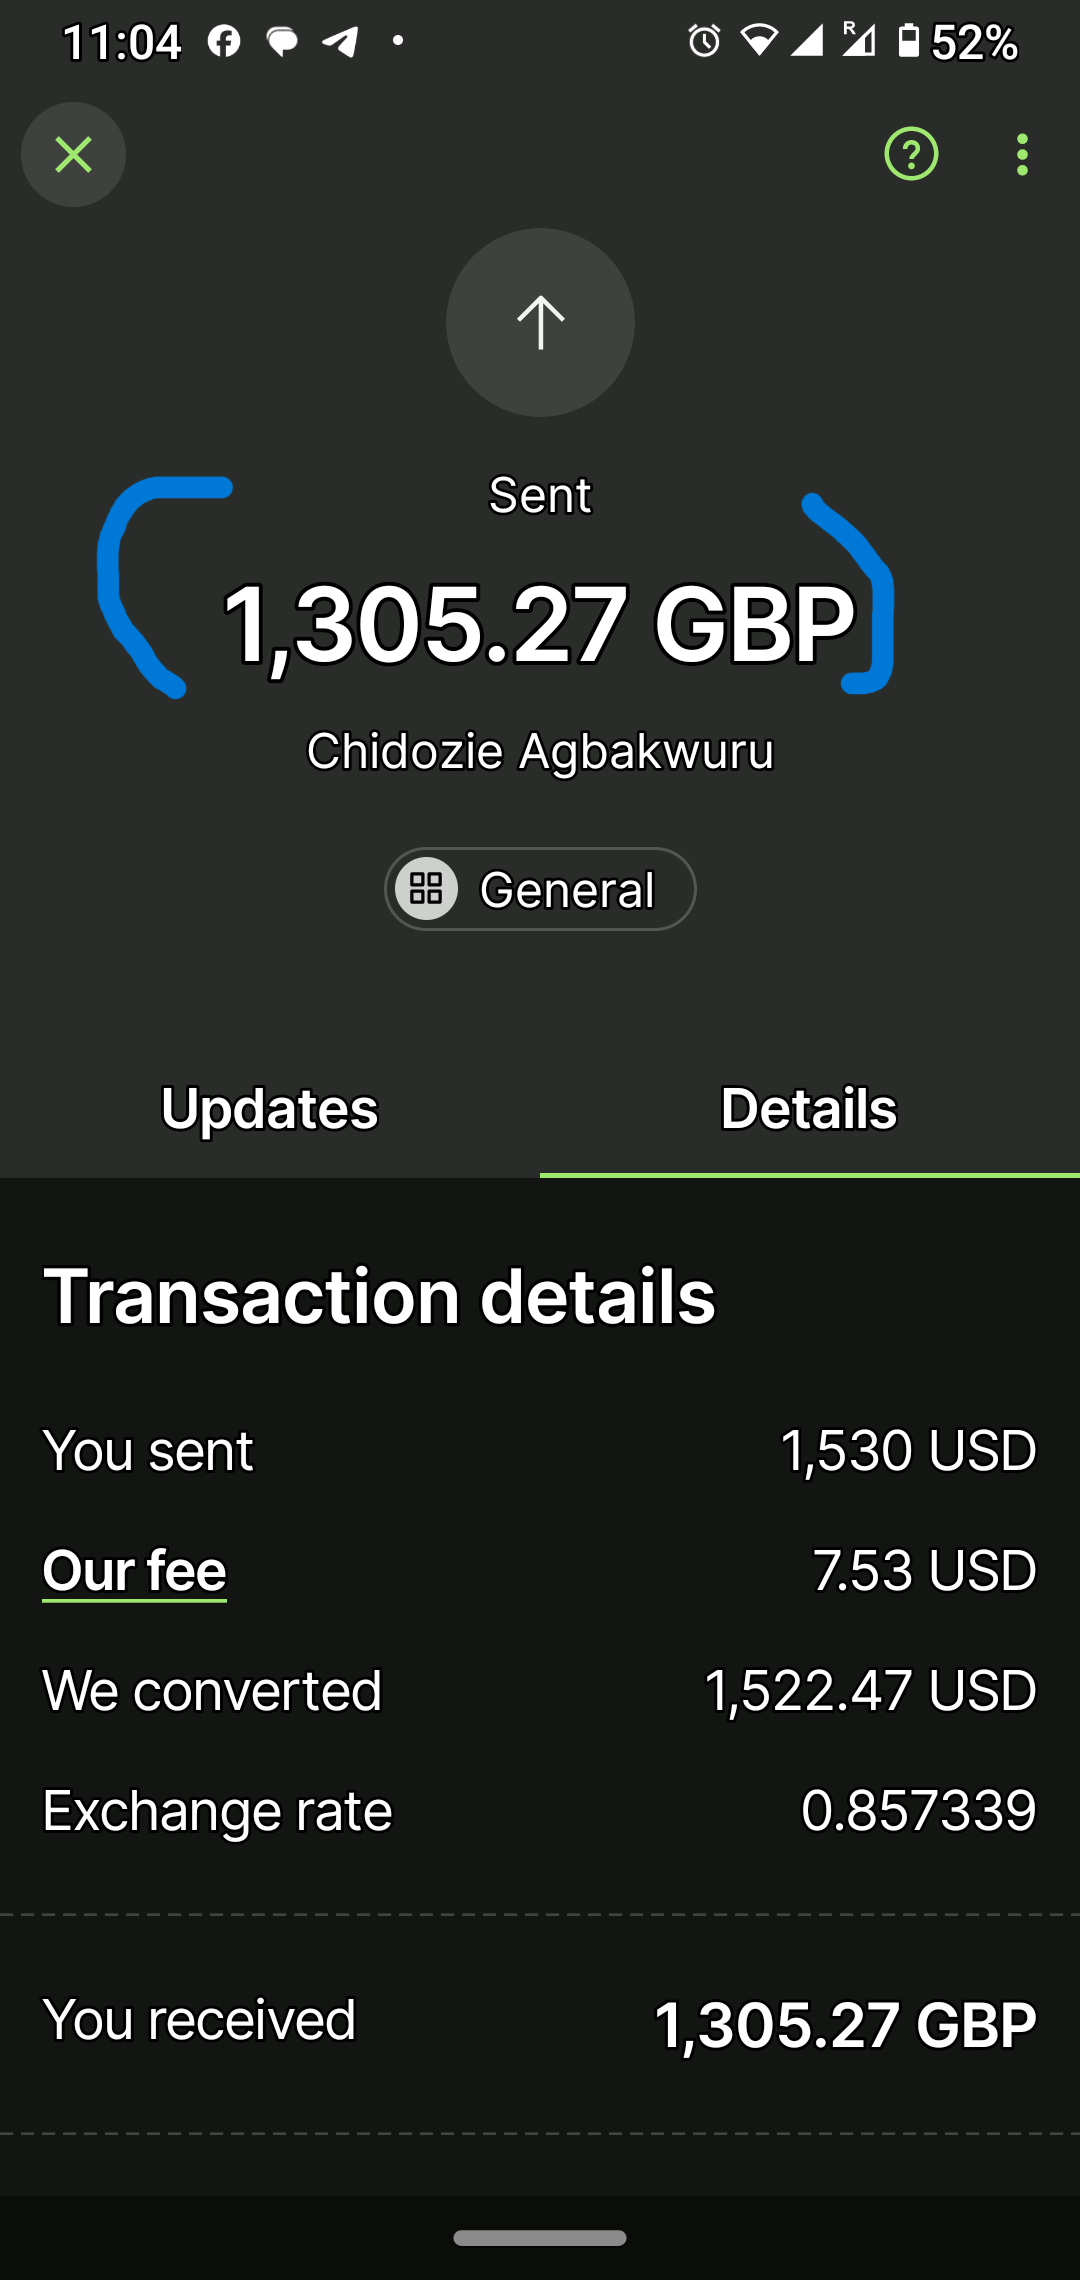 11:04
R
52%
?
Sent
1,305.27 GBP
Chidozie Agbakwuru
General
Updates Details
Transaction details
You sent 1,530 USD
Our fee 7.53 USD
We converted 1,522.47 USD
Exchange rate 0.857339
You received 1,305.27 GBP